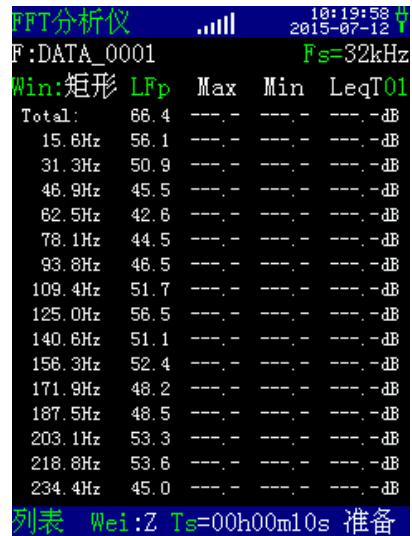 FFT分析仪 10:19:58
2015-07-12
F:DATA_0001 Fs=32kHz
Win:矩形 LFp Max Min LeqT01
Total: 66.4 ---.- ---.- ---.-dB
15.6Hz 56.1 ---.- ---.- ---.-dB
31.3Hz 50.9 ---.- ---.- ---.-dB
46.9Hz 45.5 ---.- ---.- ---.-dB
62.5Hz 42.6 ---.- ---.- ---.-dB
78.1Hz 44.5 ---.- ---.- ---.-dB
93.8Hz 46.5 ---.- ---.- ---.-dB
109.4Hz 51.7 ---.- ---.- ---.-dB
125.0Hz 56.5 ---.- ---.- ---.-dB
140.6Hz 51.1 ---.- ---.- ---.-dB
156.3Hz 52.4 ---.- ---.- ---.-dB
171.9Hz 48.2 ---.- ---.- ---.-dB
187.5Hz 48.5 ---.- ---.- ---.-dB
203.1Hz 53.3 ---.- ---.- ---.-dB
218.8Hz 53.6 ---.- ---.- ---.-dB
234.4Hz 45.0 ---.- ---.- ---.-dB
列表 Wei:Z Ts=00h00m10s 准备